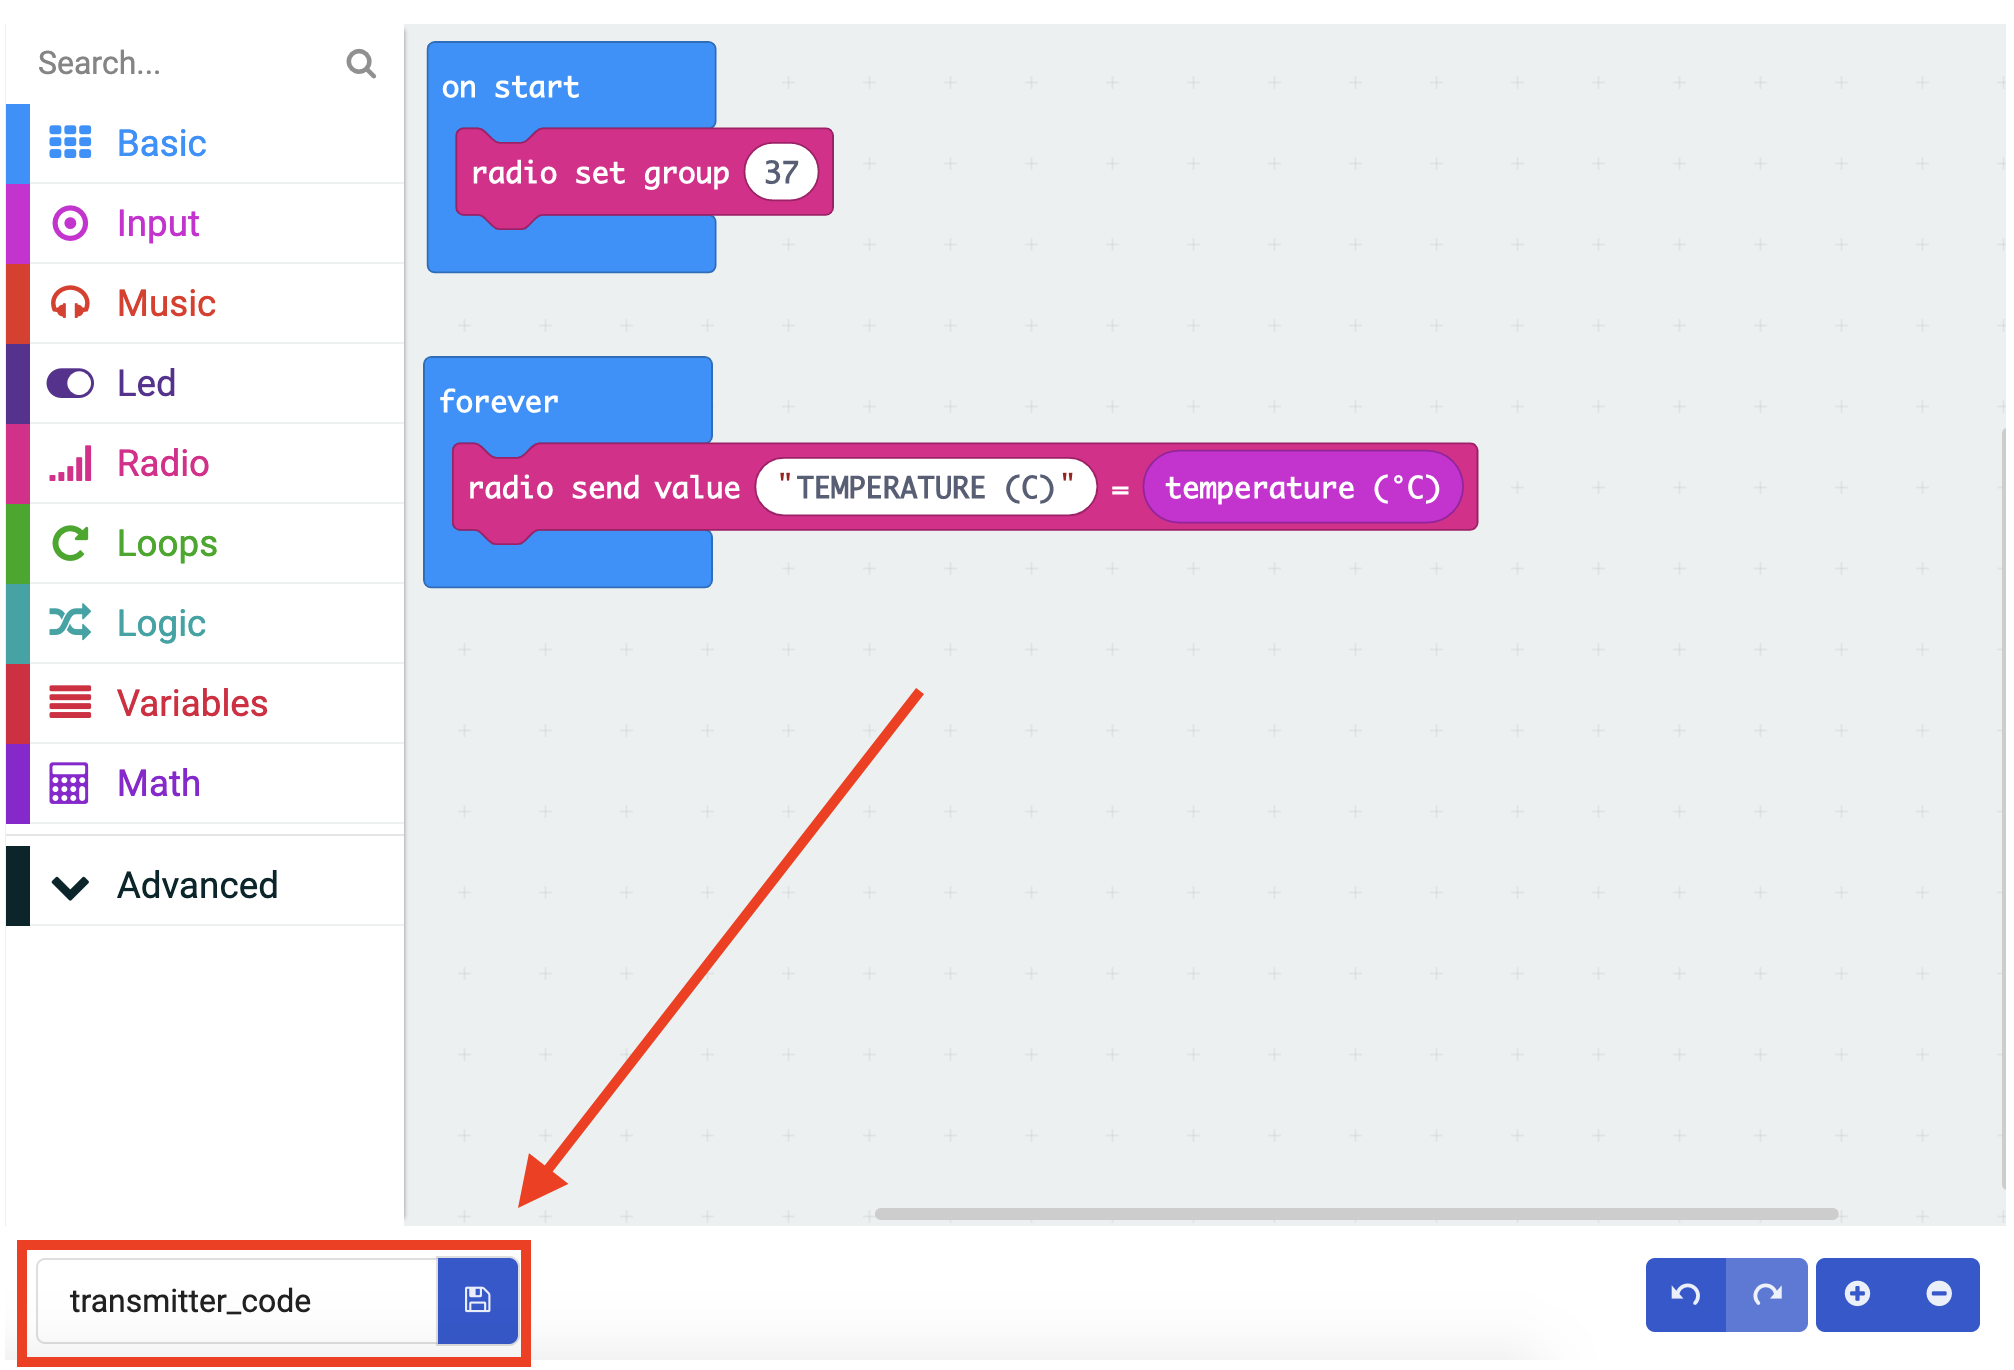 Search...
Basic
Input
Music
Led
Radio
Loops
Logic
Variables
Math
Advanced
on start
radio set group 37
forever
radio send value "TEMPERATURE (C)" = temperature (°C)
transmitter_code